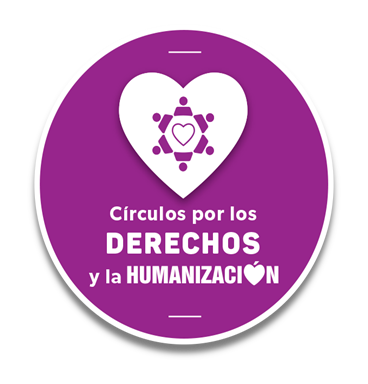 Círculos por los
DERECHOS
y la HUMANIZACIÓN